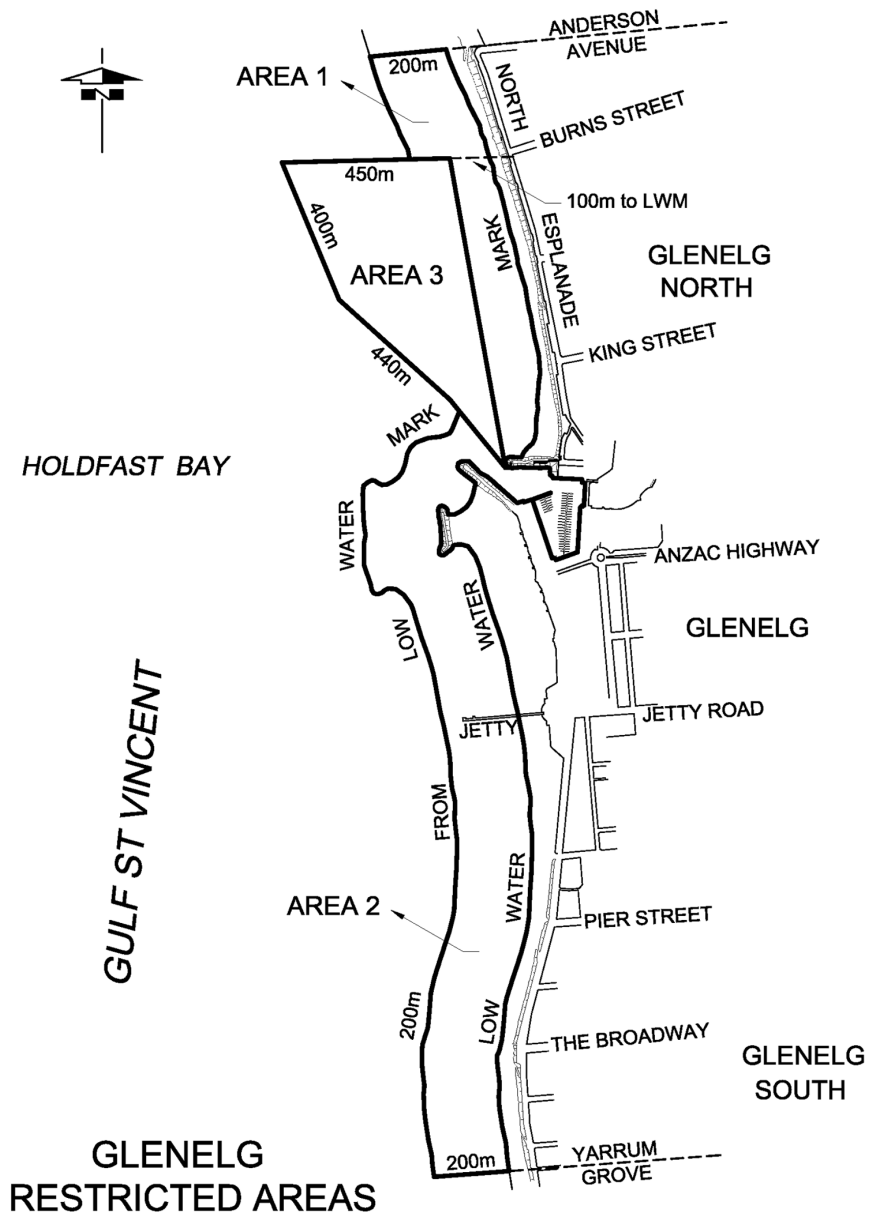 ANDERSON
AVENUE
200m
AREA 1
NORTH
BURNS STREET
N
450m
100m to LWM
400m
MARK
ESPLANADE
AREA 3
GLENELG
NORTH
KING STREET
440m
MARK
HOLDFAST BAY
WATER
ANZAC HIGHWAY
WATER
LOW
GLENELG
JETTY ROAD
JETTY
GULF ST VINCENT
FROM
WATER
AREA 2
PIER STREET
200m
LOW
THE BROADWAY
GLENELG
SOUTH
GLENELG
RESTRICTED AREAS
200m
YARRUM
GROVE